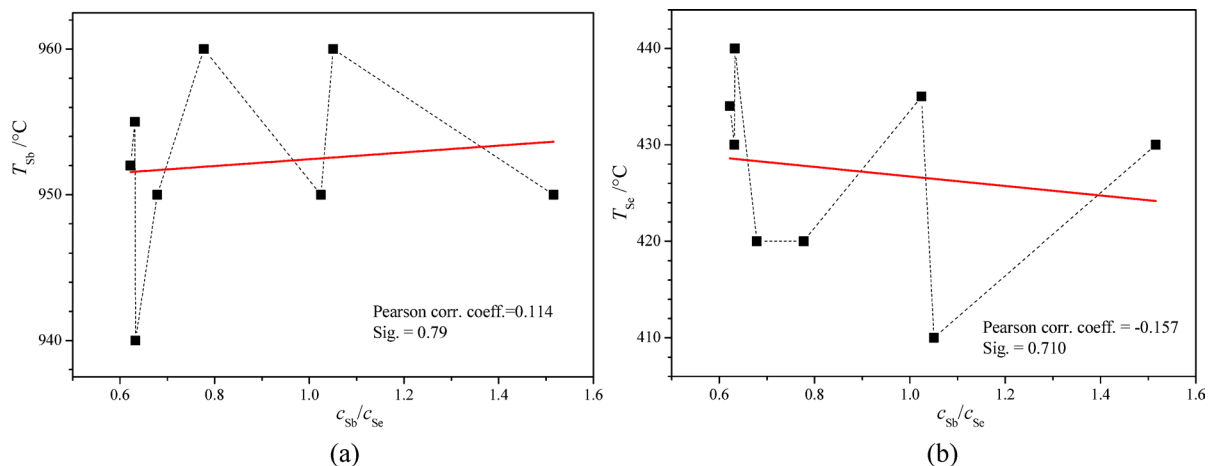 960
950
940
T_Sb /°C
Pearson corr. coeff.=0.114
Sig. = 0.79
0.6 0.8 1.0 1.2 1.4 1.6
c_Sb/c_Se
(a)
440
430
420
410
T_Se /°C
Pearson corr. coeff. = -0.157
Sig. = 0.710
0.6 0.8 1.0 1.2 1.4 1.6
c_Sb/c_Se
(b)